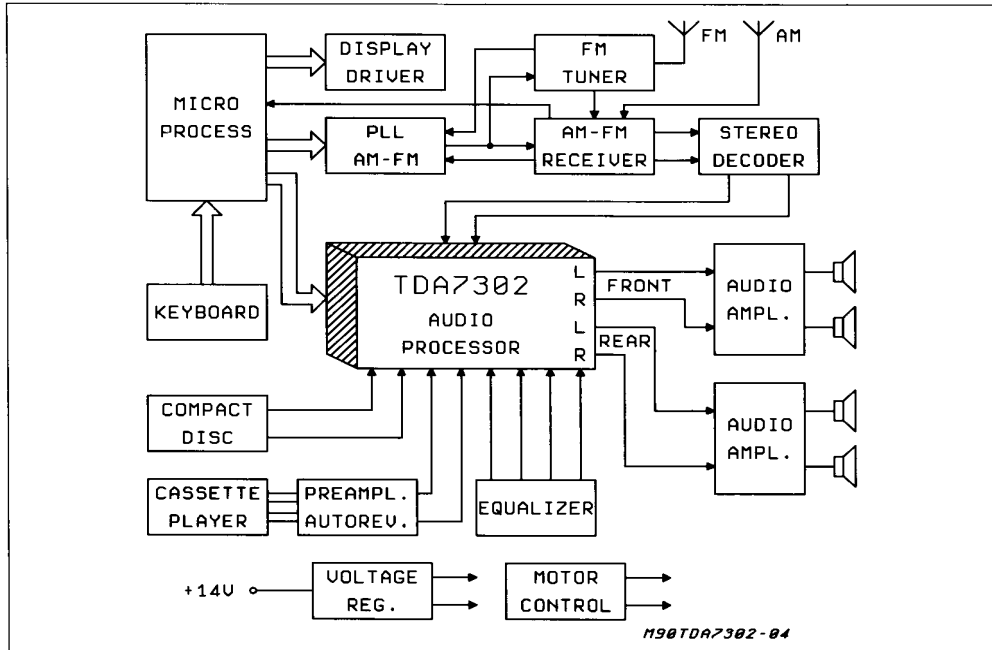 DISPLAY
DRIVER
FM
TUNER
FM
AM
MICRO
PROCESS
PLL
AM-FM
AM-FM
RECEIVER
STEREO
DECODER
KEYBOARD
TDA7302
AUDIO
PROCESSOR
L
R
L
R
FRONT
REAR
AUDIO
AMPL.
COMPACT
DISC
AUDIO
AMPL.
CASSETTE
PLAYER
PREAMPL.
AUTOREV.
EQUALIZER
+14V
VOLTAGE
REG.
MOTOR
CONTROL
M90TDA7302-04